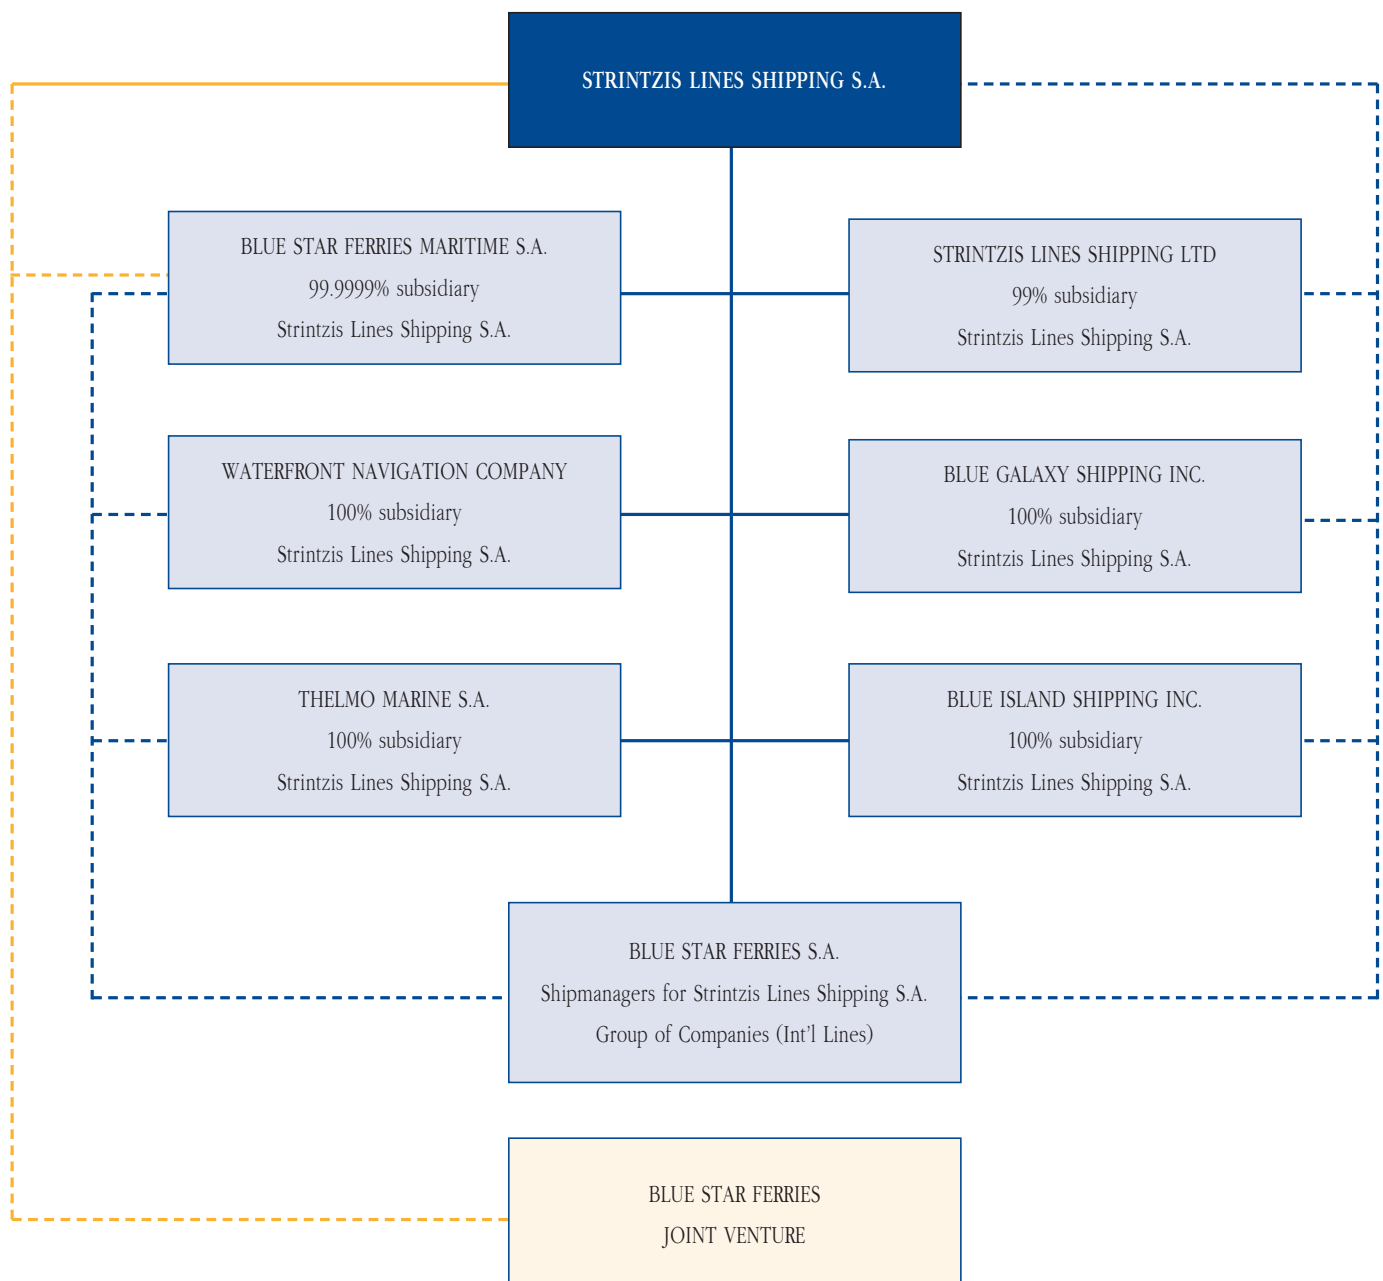 STRINTZIS LINES SHIPPING S.A.
BLUE STAR FERRIES MARITIME S.A.
99.9999% subsidiary
Strintzis Lines Shipping S.A.
STRINTZIS LINES SHIPPING LTD
99% subsidiary
Strintzis Lines Shipping S.A.
WATERFRONT NAVIGATION COMPANY
100% subsidiary
Strintzis Lines Shipping S.A.
BLUE GALAXY SHIPPING INC.
100% subsidiary
Strintzis Lines Shipping S.A.
THELMO MARINE S.A.
100% subsidiary
Strintzis Lines Shipping S.A.
BLUE ISLAND SHIPPING INC.
100% subsidiary
Strintzis Lines Shipping S.A.
BLUE STAR FERRIES S.A.
Shipmanagers for Strintzis Lines Shipping S.A.
Group of Companies (Int'l Lines)
BLUE STAR FERRIES
JOINT VENTURE